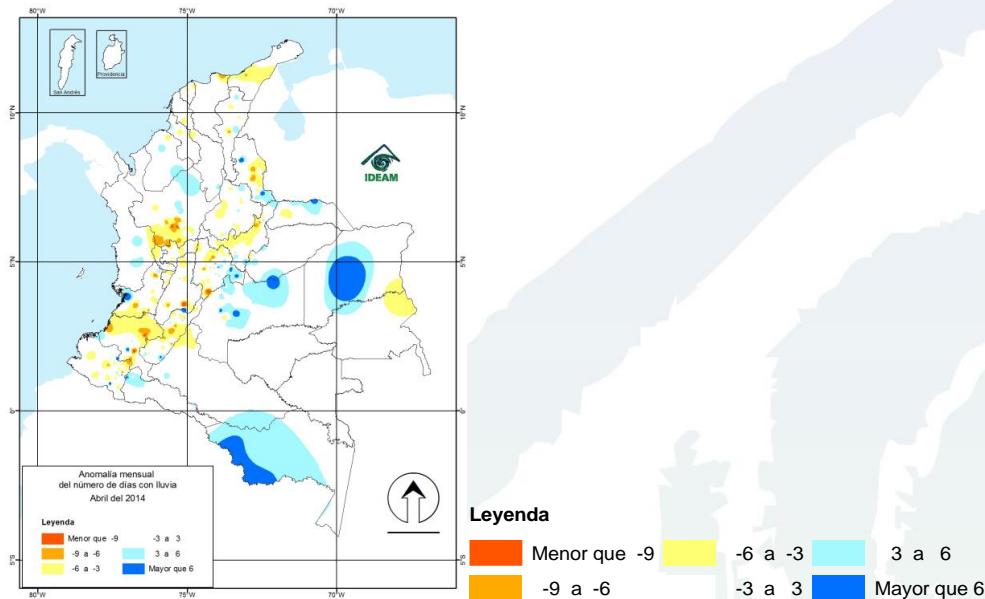 80°W 75°W 70°W
San Andrés
Providencia
10°N 10°N
IDEAM
5°N 5°N
0° 0°
Anomalía mensual
del número de días con lluvia
Abril del 2014
Leyenda
Menor que -9 -3 a 3
-9 a -6 3 a 6
-6 a -3 Mayor que 6
5°S 5°S
80°W 75°W 70°W
Leyenda
Menor que -9 -6 a -3 3 a 6
-9 a -6 -3 a 3 Mayor que 6